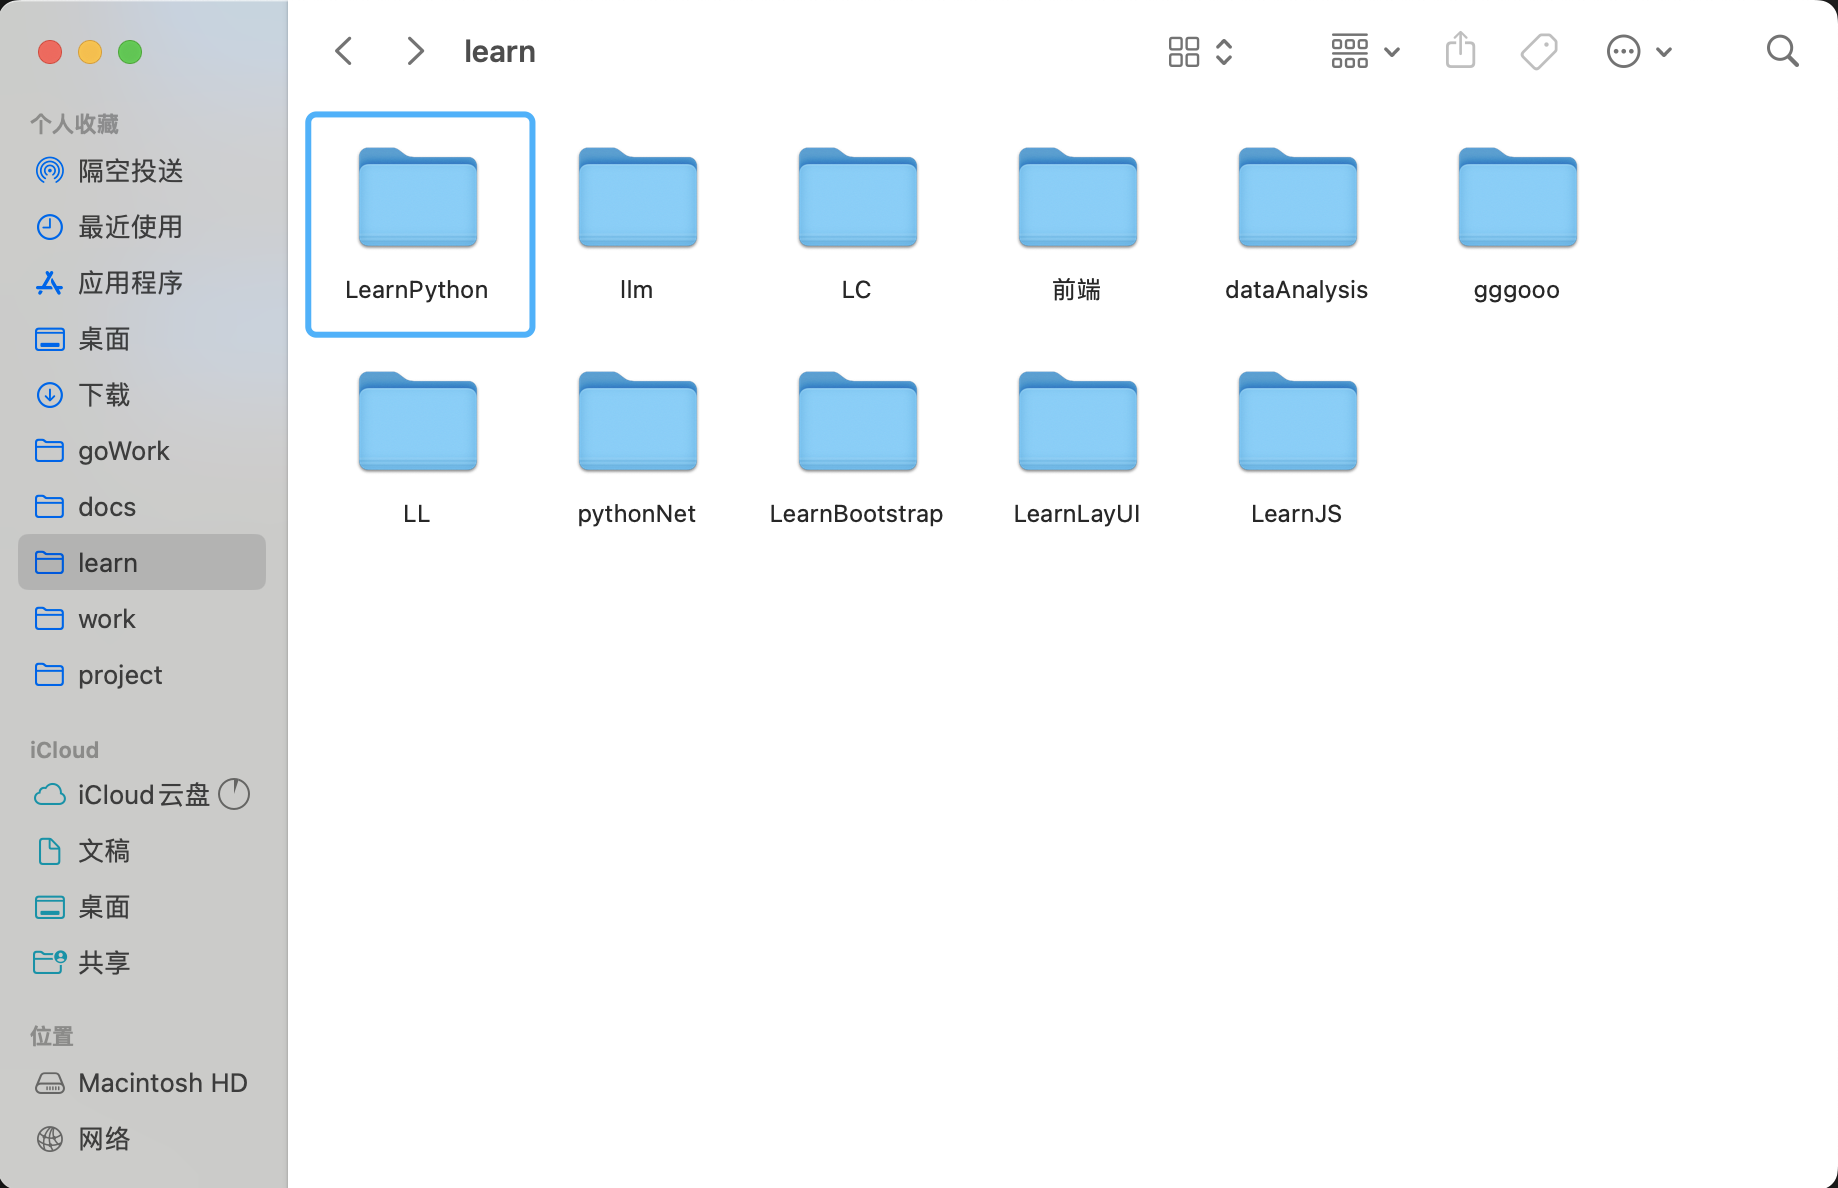 learn
个人收藏
隔空投送
最近使用
应用程序
桌面
下载
goWork
docs
learn
work
project
iCloud
iCloud云盘
文稿
桌面
共享
位置
Macintosh HD
网络
LearnPython
llm
LC
前端
dataAnalysis
gggooo
LL
pythonNet
LearnBootstrap
LearnLayUI
LearnJS